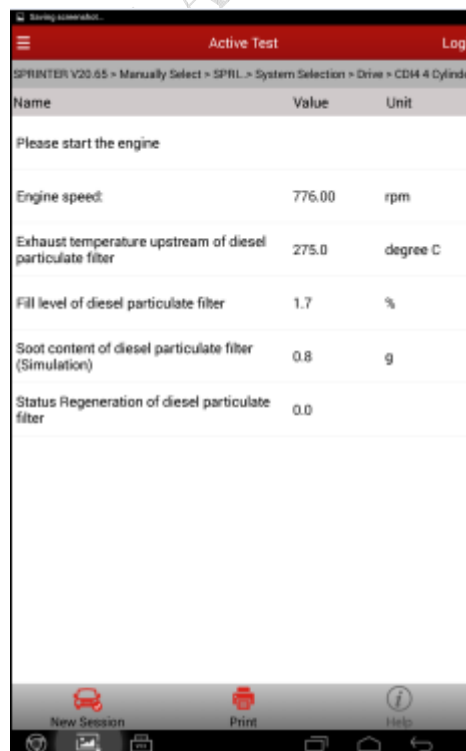 Saving screenshot...
Active Test
Log
SPRINTER V20.65 > Manually Select > SPRI..> System Selection > Drive > CDI4 4 Cylinde
Name Value Unit
Please start the engine
Engine speed: 776.00 rpm
Exhaust temperature upstream of diesel
particulate filter 275.0 degree C
Fill level of diesel particulate filter 1.7 %
Soot content of diesel particulate filter
(Simulation) 0.8 g
Status Regeneration of diesel particulate
filter 0.0
New Session Print Help